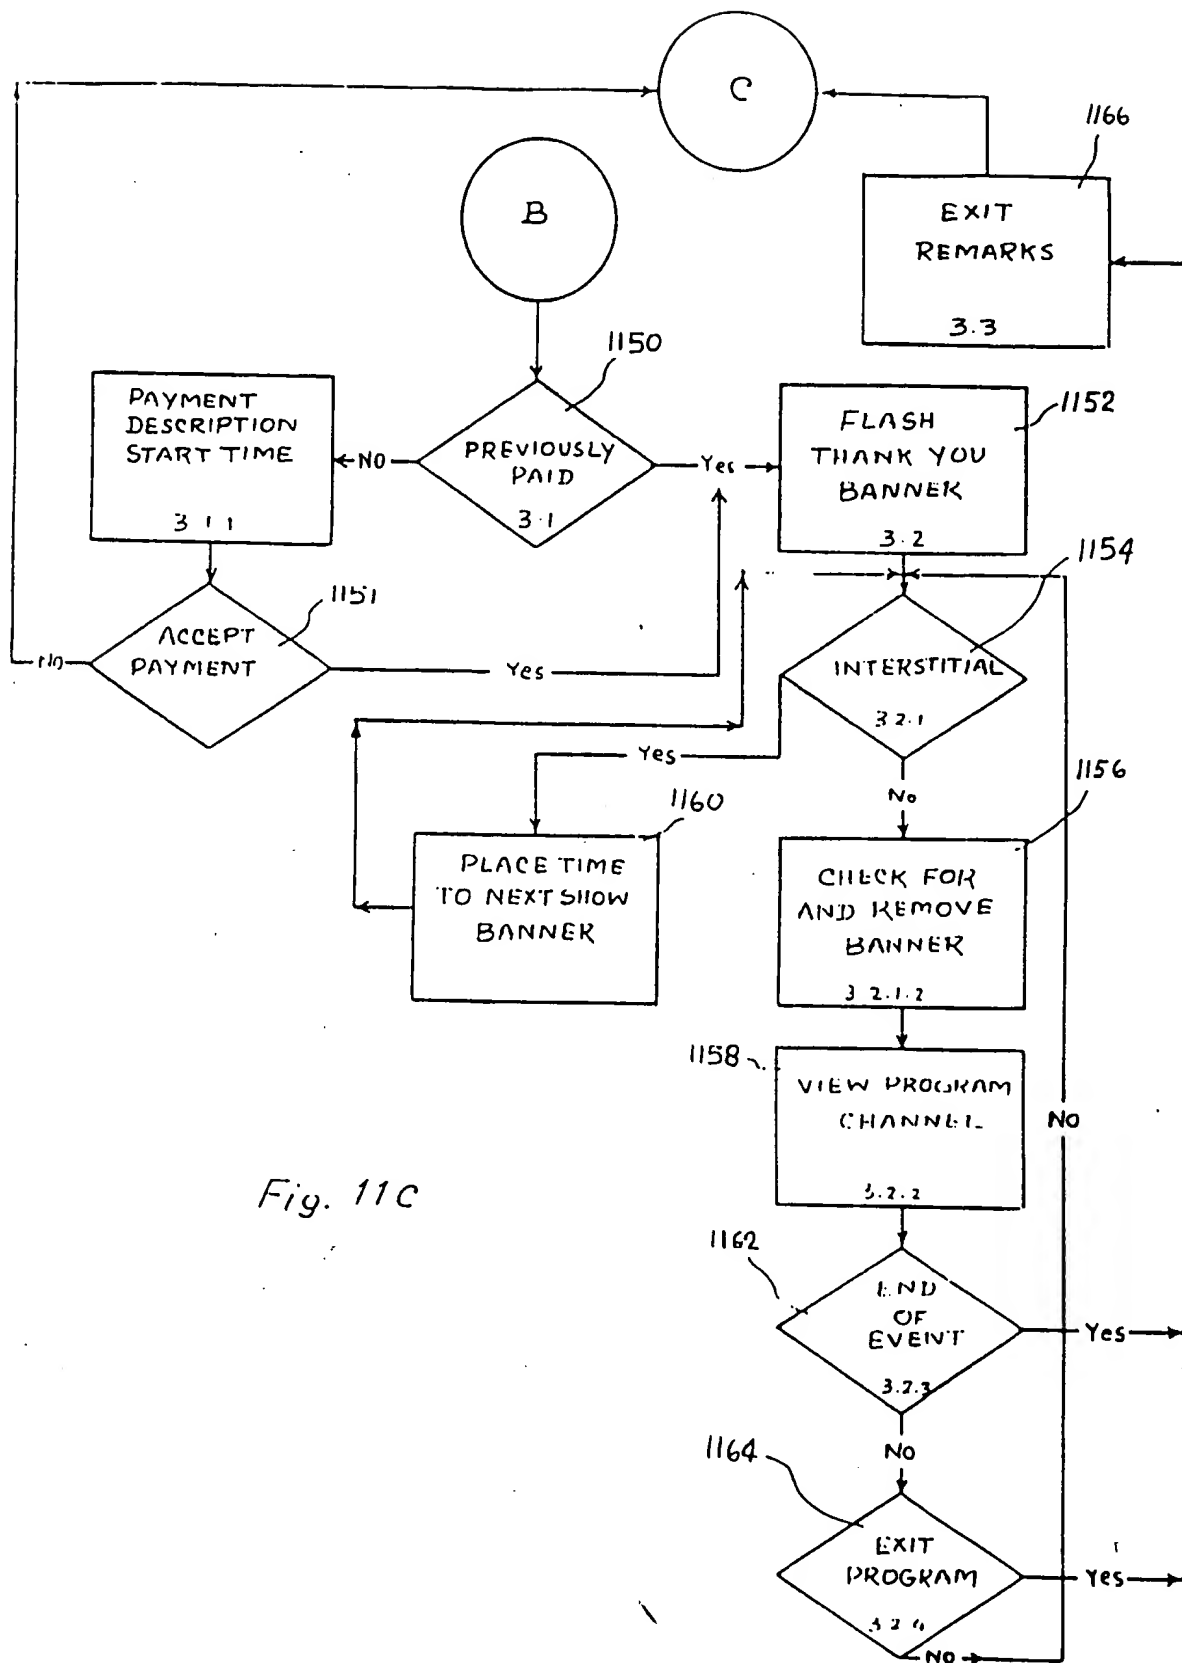 C
1166
EXIT
REMARKS
3.3
B
1150
PREVIOUSLY
PAID
3.1
NO
Yes
PAYMENT
DESCRIPTION
START TIME
3 1 1
1152
FLASH
THANK YOU
BANNER
3.2
1151
ACCEPT
PAYMENT
No
Yes
1154
INTERSTITIAL
3.2.1
Yes
No
1160
PLACE TIME
TO NEXT SHOW
BANNER
1156
CHECK FOR
AND REMOVE
BANNER
3 2.1.2
1158
VIEW PROGRAM
CHANNEL
3.2.2
NO
Fig. 11C
1162
END
OF
EVENT
3.2.3
Yes
NO
1164
EXIT
PROGRAM
3 2 4
Yes
NO